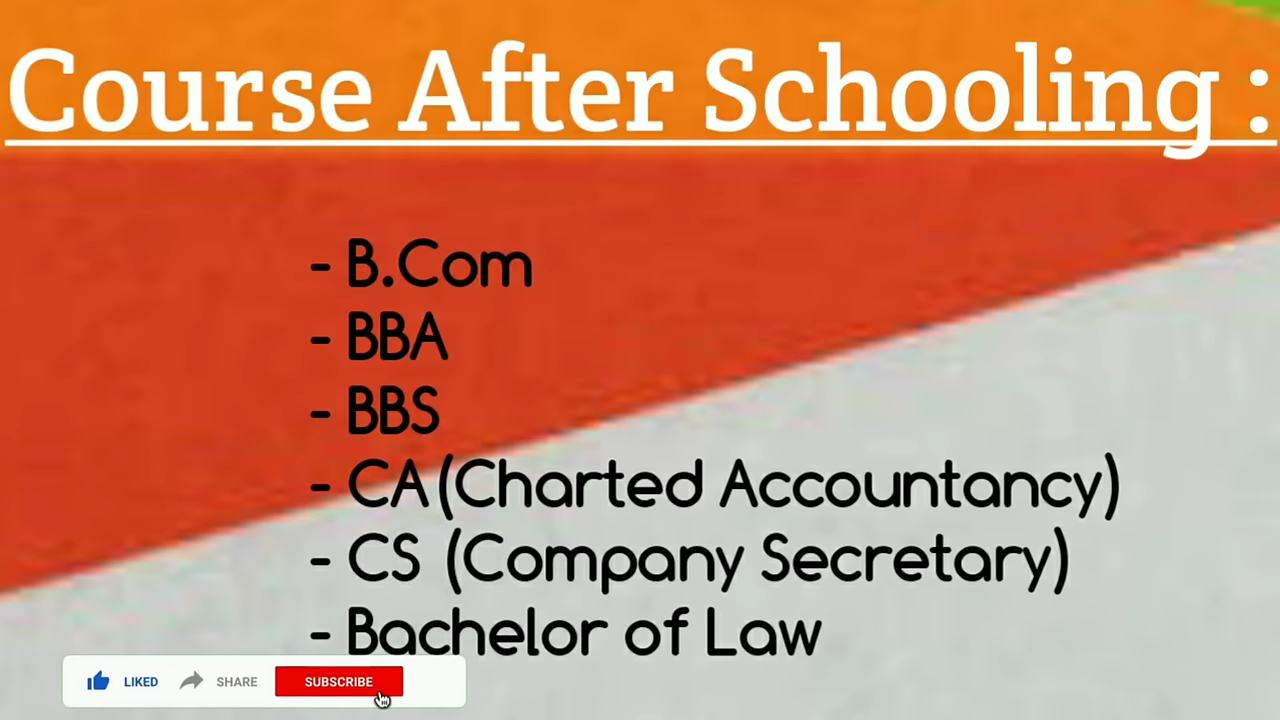 Course After Schooling :
- B.Com
- BBA
- BBS
- CA(Charted Accountancy)
- CS (Company Secretary)
- Bachelor of Law
LIKED SHARE SUBSCRIBE